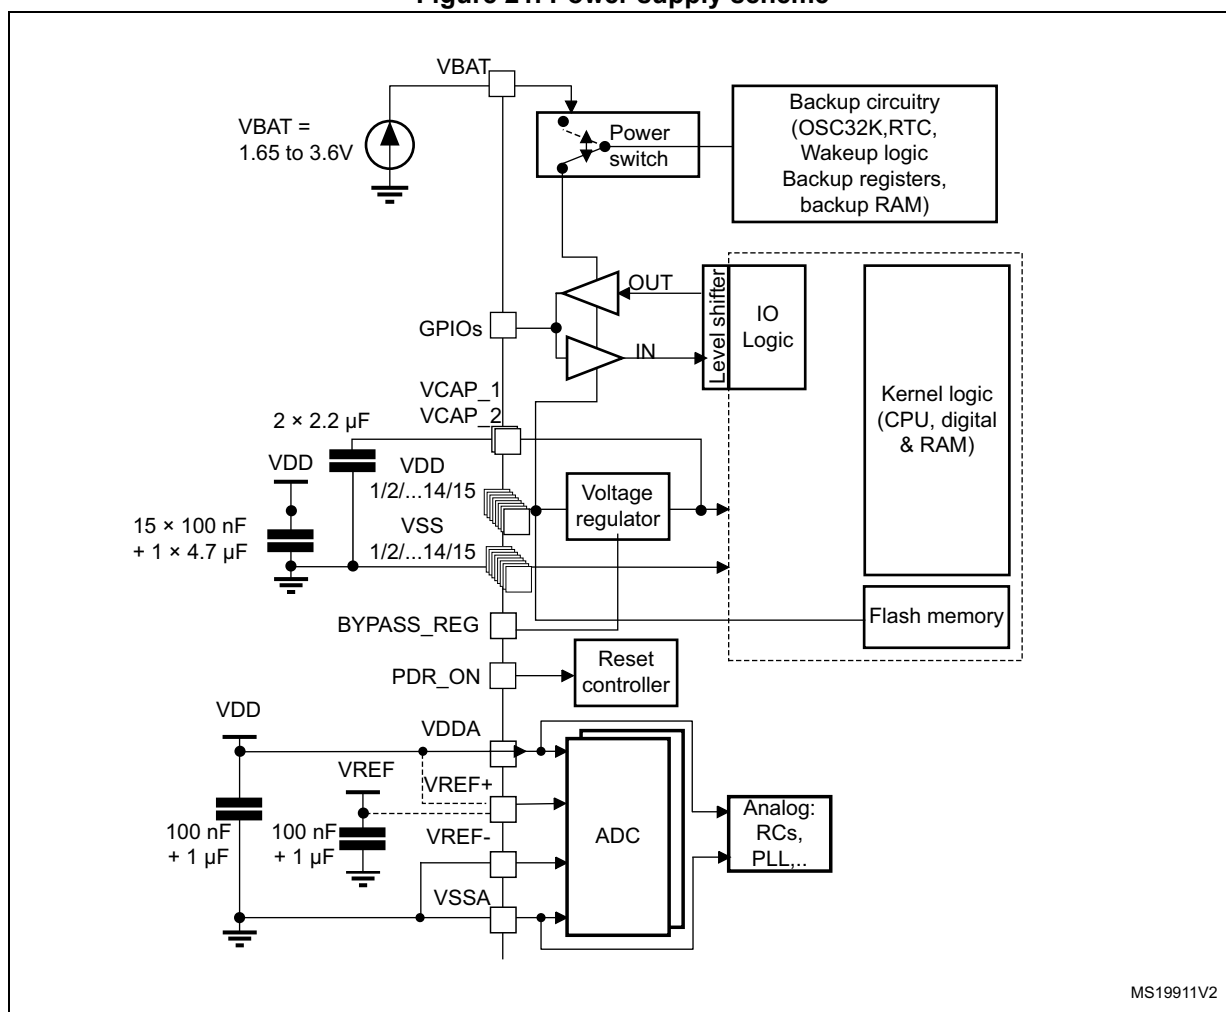 Figure 21. Power supply scheme
VBAT
VBAT =
1.65 to 3.6V
Power
switch
Backup circuitry
(OSC32K,RTC,
Wakeup logic
Backup registers,
backup RAM)
OUT
IN
GPIOs
Level shifter
IO
Logic
Kernel logic
(CPU, digital
& RAM)
VCAP_1
VCAP_2
2 × 2.2 μF
VDD
VDD
1/2/...14/15
Voltage
regulator
15 × 100 nF
+ 1 × 4.7 μF
VSS
1/2/...14/15
Flash memory
BYPASS_REG
PDR_ON
Reset
controller
VDD
VDDA
VREF
VREF+
100 nF
+ 1 μF
100 nF
+ 1 μF
VREF-
ADC
Analog:
RCs,
PLL,..
VSSA
MS19911V2